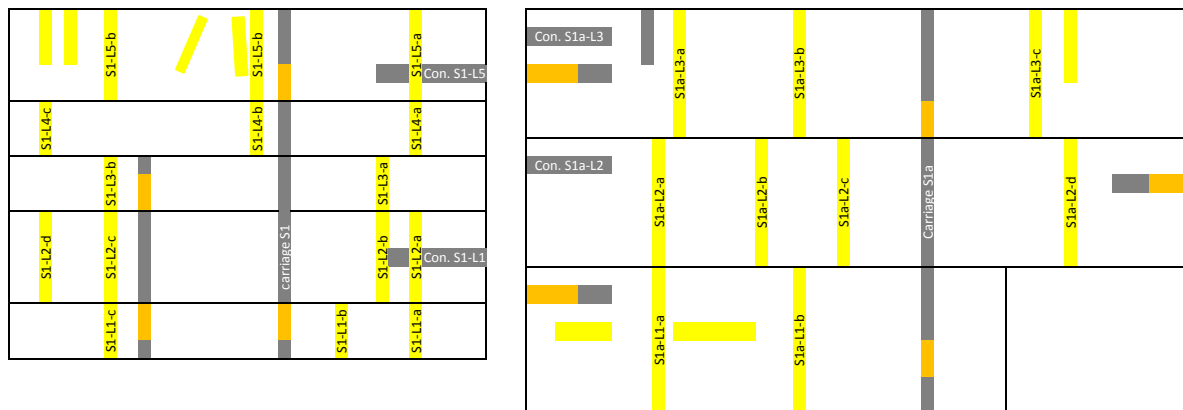 S1-L5-b
S1-L5-b
S1-L5-a
Con. S1-L5
S1-L4-c
S1-L4-b
S1-L4-a
S1-L3-b
S1-L3-a
S1-L2-d
S1-L2-c
carriage S1
S1-L2-b
S1-L2-a
Con. S1-L1
S1-L1-c
S1-L1-b
S1-L1-a
Con. S1a-L3
S1a-L3-a
S1a-L3-b
S1a-L3-c
Con. S1a-L2
S1a-L2-a
S1a-L2-b
S1a-L2-c
Carriage S1a
S1a-L2-d
S1a-L1-a
S1a-L1-b